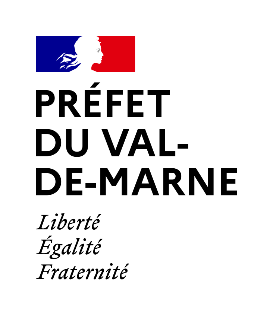 PRÉFET
DU VAL-
DE-MARNE
Liberté
Égalité
Fraternité